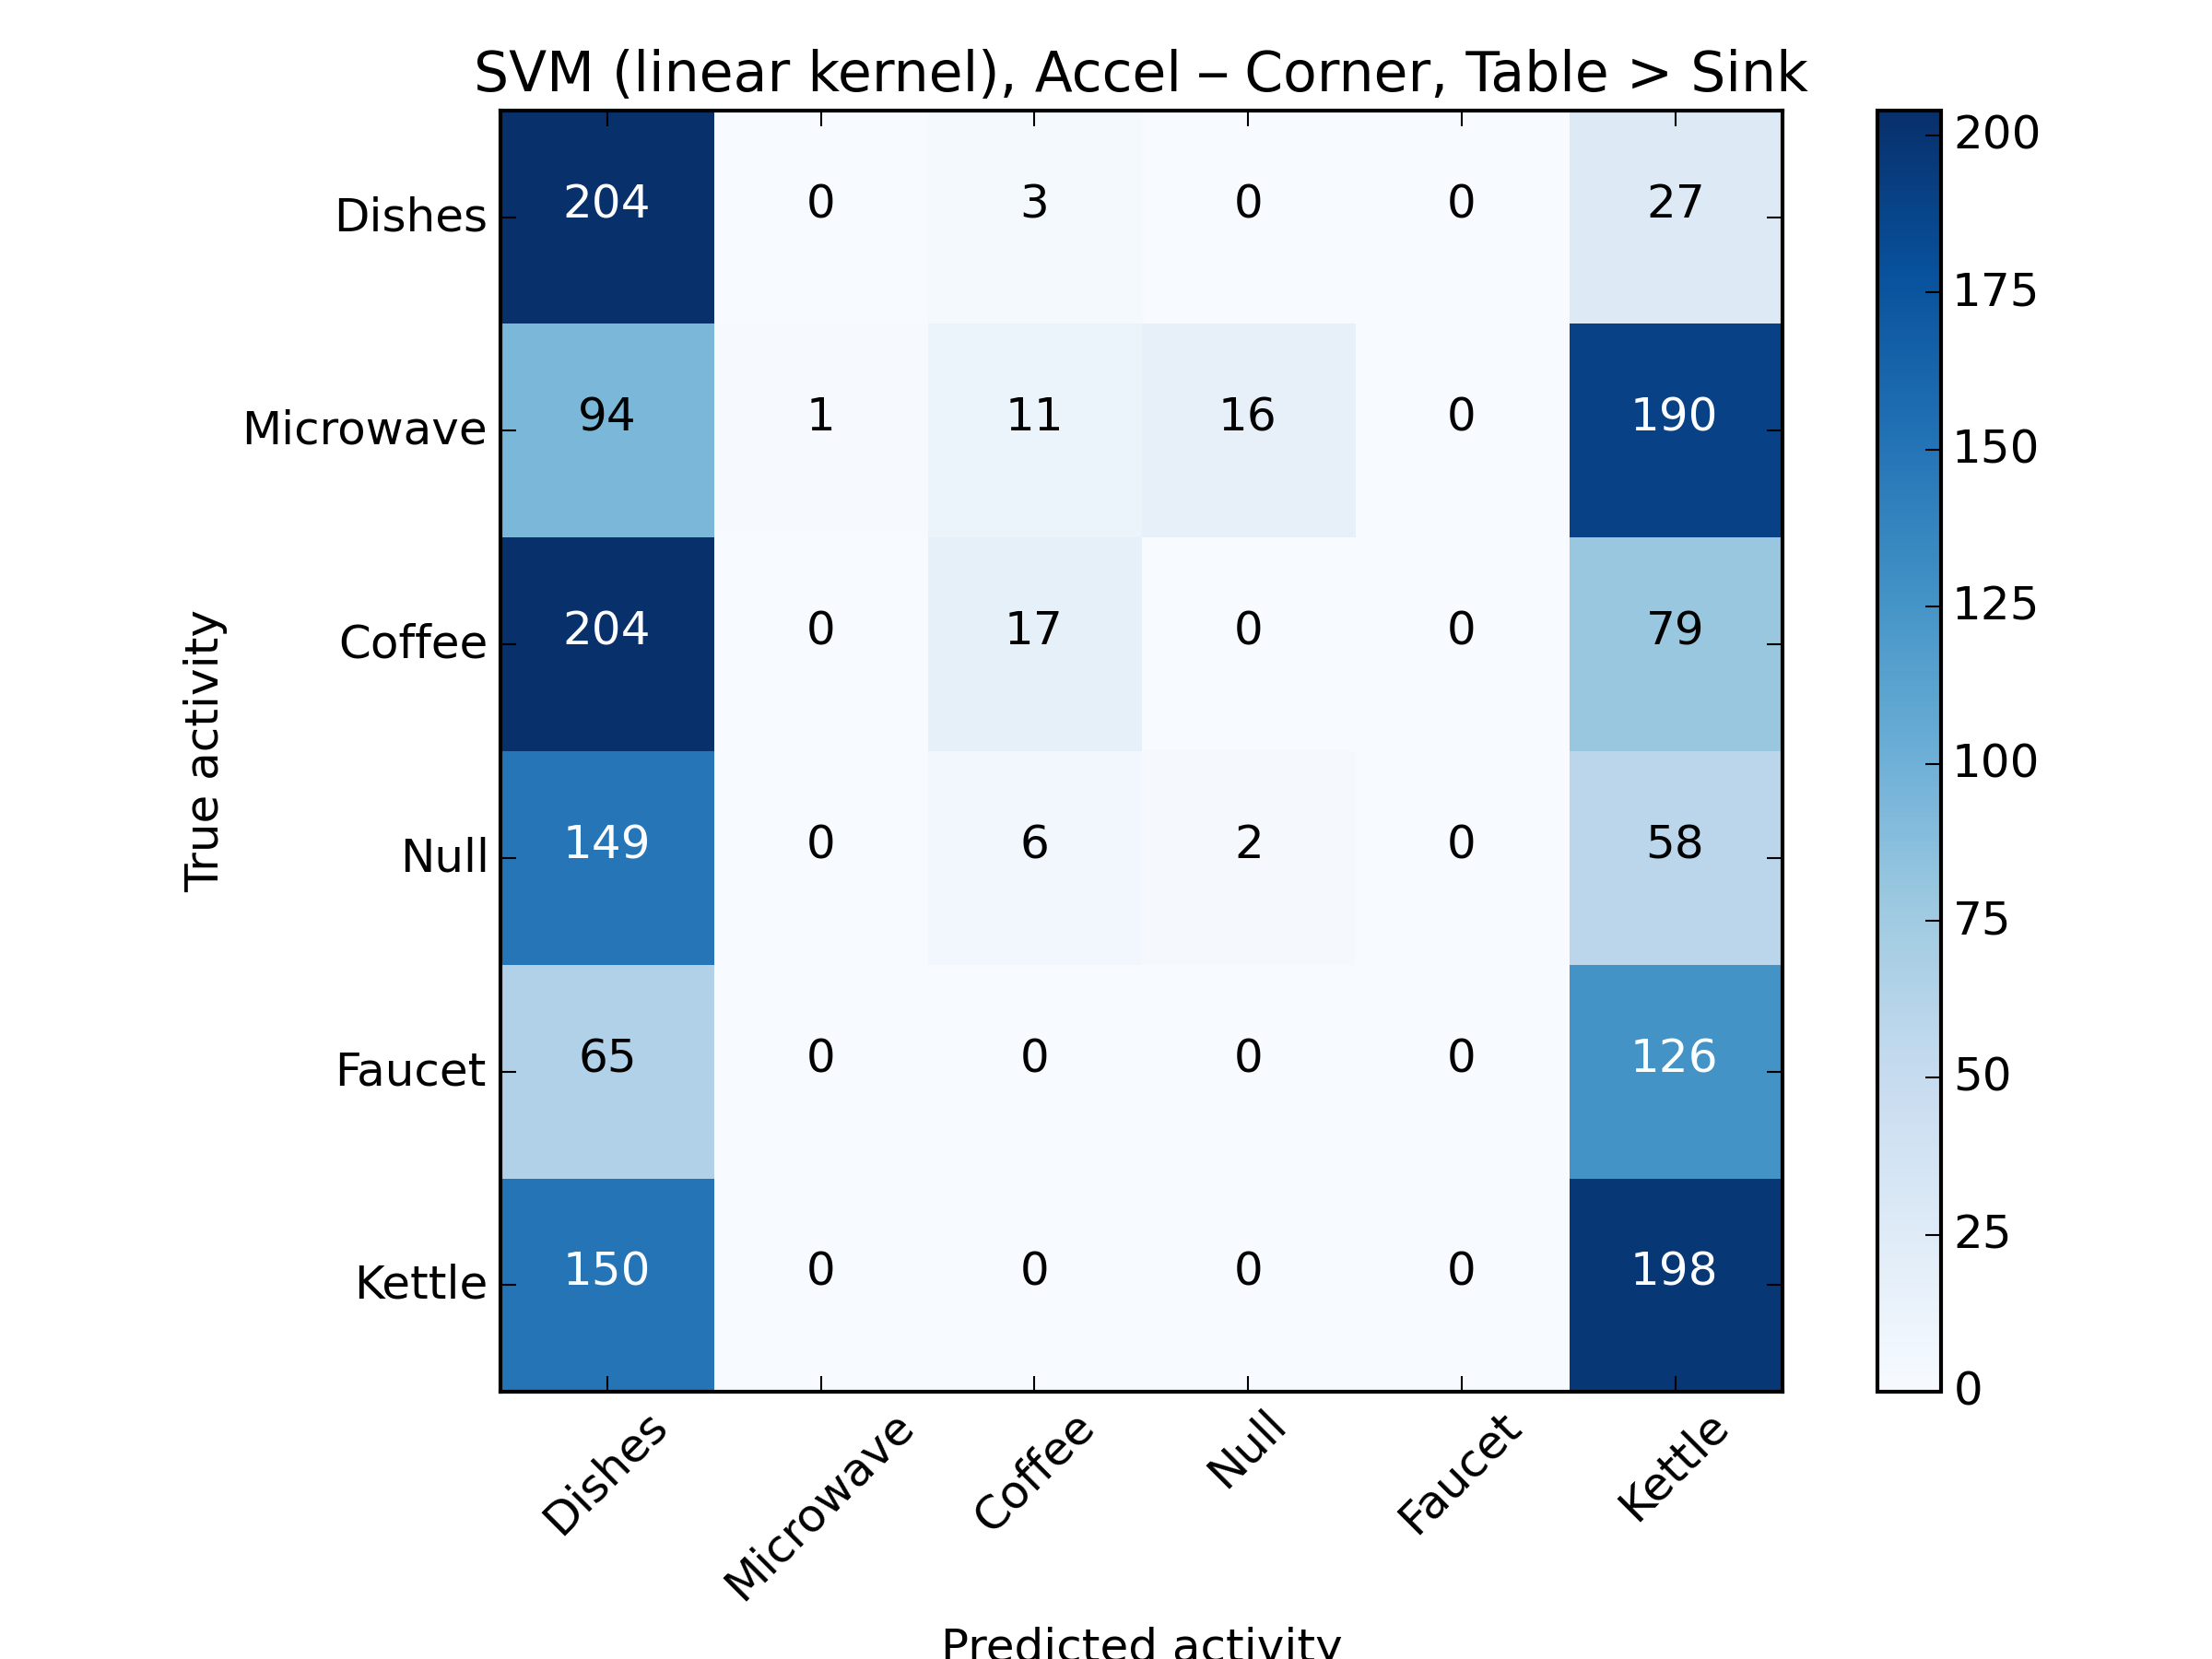 SVM (linear kernel), Accel – Corner, Table > Sink
True activity
Dishes 204 0 3 0 0 27
Microwave 94 1 11 16 0 190
Coffee 204 0 17 0 0 79
Null 149 0 6 2 0 58
Faucet 65 0 0 0 0 126
Kettle 150 0 0 0 0 198
Dishes Microwave Coffee Null Faucet Kettle
Predicted activity
200
175
150
125
100
75
50
25
0